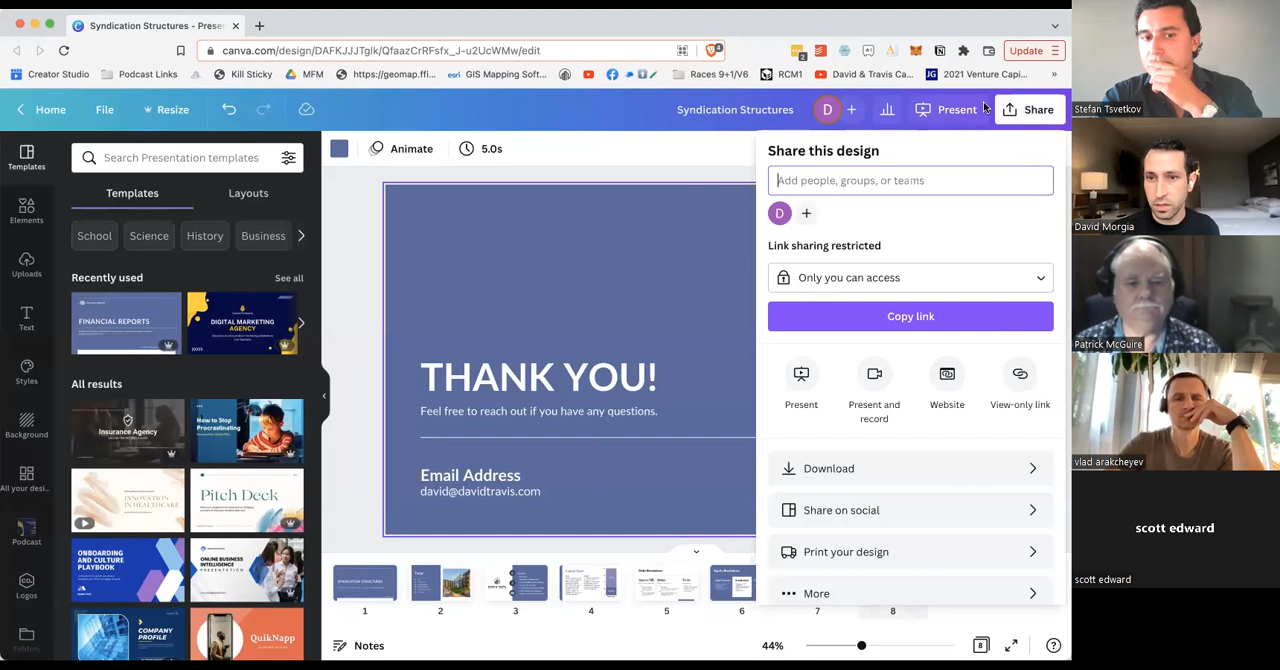 Syndication Structures - Prese
canva.com/design/DAFKJJJTglk/QfaazCrRFsfx_J-u2UcWMw/edit
4
2
Update
Creator Studio
Podcast Links
Kill Sticky
MFM
https://geomap.ffi...
esri GIS Mapping Soft...
Races 9+1/V6
RCM1
David & Travis Ca...
JG 2021 Venture Capi...
»
Home
File
Resize
Syndication Structures
D
Present
Share
Templates
Elements
Uploads
Text
Styles
Background
All your desi...
Podcast
Logos
Folders
Search Presentation templates
Templates
Layouts
School
Science
History
Business
Recently used
See all
FINANCIAL REPORTS
DIGITAL MARKETING
AGENCY
All results
Insurance Agency
How to Stop
Procrastinating
INNOVATION
IN HEALTHCARE
Pitch Deck
ONBOARDING
AND CULTURE
PLAYBOOK
ONLINE BUSINESS
INTELLIGENCE
PRESENTATION
COMPANY
PROFILE
QuikNapp
Animate
5.0s
THANK YOU!
Feel free to reach out if you have any questions.
Email Address
david@davidtravis.com
SYNDICATION STRUCTURES
1
2
3
4
5
6
7
8
Notes
44%
8
Share this design
Add people, groups, or teams
D
Link sharing restricted
Only you can access
Copy link
Present
Present and
record
Website
View-only link
Download
Share on social
Print your design
More
Stefan Tsvetkov
David Morgia
Patrick McGuire
vlad arakcheyev
scott edward
scott edward